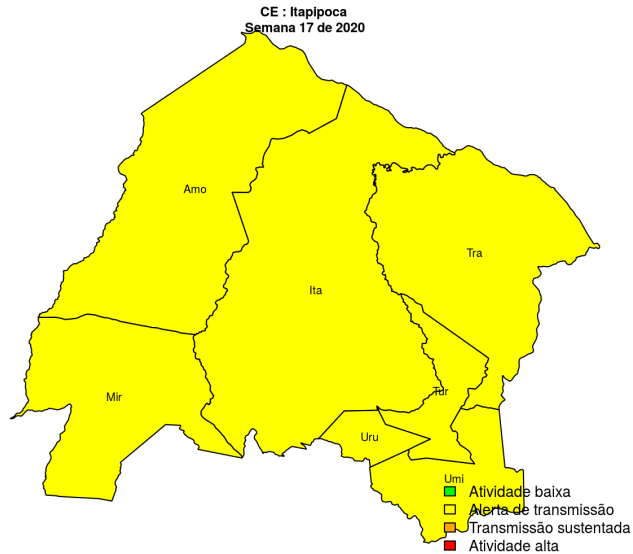 CE : Itapipoca
Semana 17 de 2020
Amo
Tra
Ita
Tur
Mir
Uru
Umi
Atividade baixa
Alerta de transmissão
Transmissão sustentada
Atividade alta